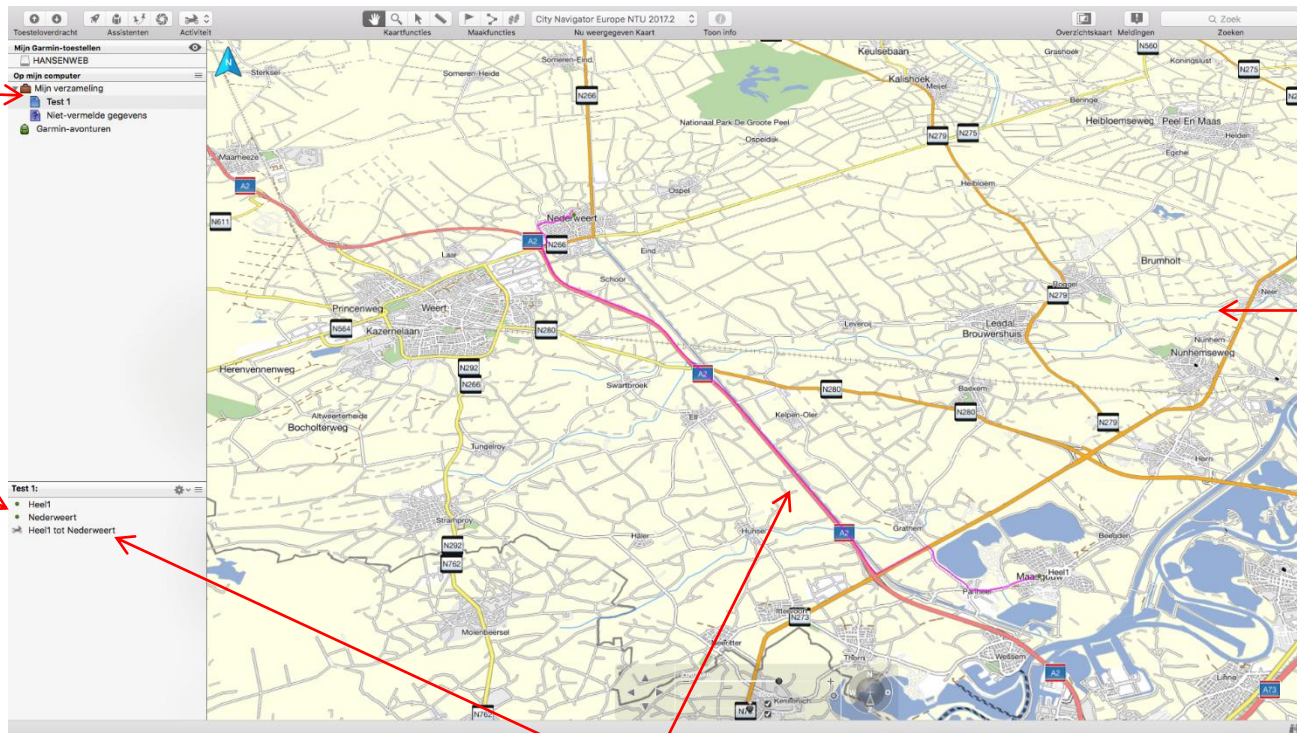 Toesteloverdracht Assistenten Activiteit Kaartfuncties Maakfuncties
City Navigator Europe NTU 2017.2
Nu weergegeven Kaart Toon info Overzichtskaart Meldingen
Zoek
Zoeken
Mijn Garmin-toestellen
HANSENWEB
Op mijn computer
Mijn verzameling
Test 1
Niet-vermelde gegevens
Garmin-avonturen
Test 1:
Heel1
Nederweert
Heel1 tot Nederweert
N
Sterksel
Someren-Heide
Someren-Eind
Keulsebaan
Grashoek
N560
Koningslust
Kalishoek
Meijel
N275
N266
Beringe
Nationaal Park De Groote Peel
Heibloemseweg
Peel En Maas
Helden
N279
N275
Ospeldijk
Egchel
Maarheeze
A2
Ospel
Heibloem
N611
Nederweert
A2
N266
Laar
Eind
Schoor
Brumholt
Roggel
Neer
N279
Princenweg
Weert
N564
Kazernelaan
N280
Leveroij
Leadal
Brouwershuis
Nunhem
Nunhemseweg
Herenvennenweg
N292
N266
A2
Swartbroek
N280
Baexem
Altweerterheide
Bocholterweg
Ell
Kelpen-Oler
N280
N279
Tungelroy
Horn
Stramproy
Hunsel
A2
Grathem
Beegden
N292
N762
Haler
Maasgouw
Heel1
Panheel
Ittervoort
N273
Molenbeersel
Neeritter
Thorn
Wessem
A2
Linne
A73
Kessenich
N762